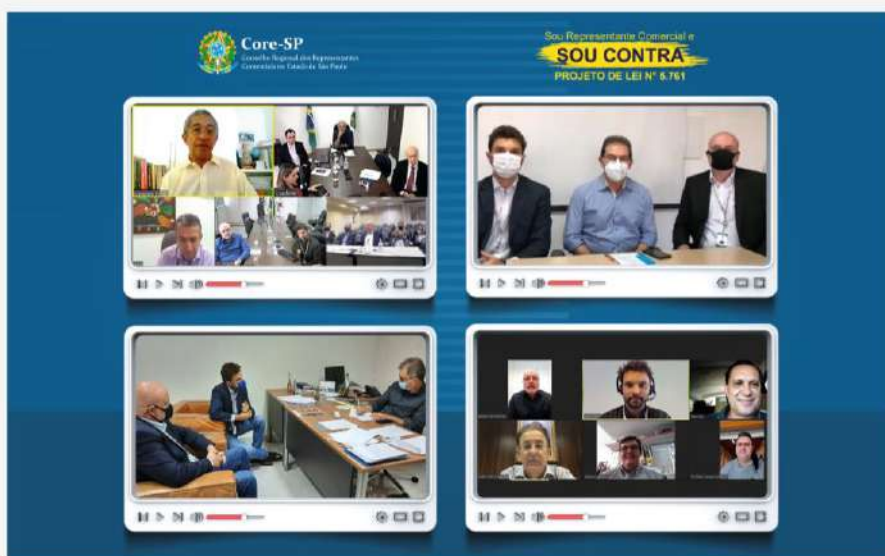 Core-SP
Conselho Regional dos Representantes
Comerciais no Estado de São Paulo
Sou Representante Comercial e
SOU CONTRA
PROJETO DE LEI Nº 5.761